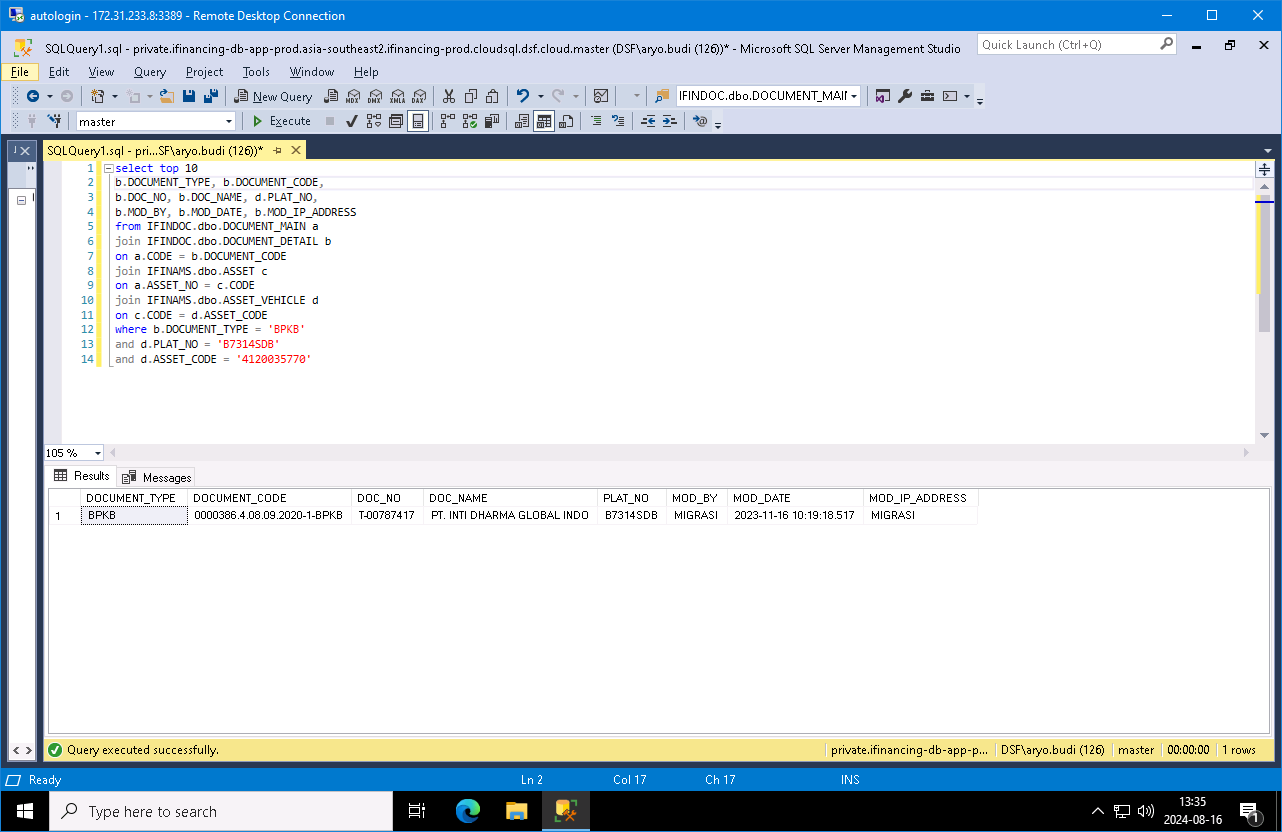 autologin - 172.31.233.8:3389 - Remote Desktop Connection
SQLQuery1.sql - private.ifinancing-db-app-prod.asia-southeast2.ifinancing-prod.cloudsql.dsf.cloud.master (DSF\aryo.budi (126))* - Microsoft SQL Server Management Studio
Quick Launch (Ctrl+Q)
File Edit View Query Project Tools Window Help
New Query MDX DMX XMLA DAX IFINDOC.dbo.DOCUMENT_MAIN
master Execute
SQLQuery1.sql - pri...SF\aryo.budi (126))*
1 select top 10
2 b.DOCUMENT_TYPE, b.DOCUMENT_CODE,
3 b.DOC_NO, b.DOC_NAME, d.PLAT_NO,
4 b.MOD_BY, b.MOD_DATE, b.MOD_IP_ADDRESS
5 from IFINDOC.dbo.DOCUMENT_MAIN a
6 join IFINDOC.dbo.DOCUMENT_DETAIL b
7 on a.CODE = b.DOCUMENT_CODE
8 join IFINAMS.dbo.ASSET c
9 on a.ASSET_NO = c.CODE
10 join IFINAMS.dbo.ASSET_VEHICLE d
11 on c.CODE = d.ASSET_CODE
12 where b.DOCUMENT_TYPE = 'BPKB'
13 and d.PLAT_NO = 'B7314SDB'
14 and d.ASSET_CODE = '4120035770'
105 %
Results Messages
DOCUMENT_TYPE DOCUMENT_CODE DOC_NO DOC_NAME PLAT_NO MOD_BY MOD_DATE MOD_IP_ADDRESS
1 BPKB 0000386.4.08.09.2020-1-BPKB T-00787417 PT. INTI DHARMA GLOBAL INDO B7314SDB MIGRASI 2023-11-16 10:19:18.517 MIGRASI
Query executed successfully. private.ifinancing-db-app-p... DSF\aryo.budi (126) master 00:00:00 1 rows
Ready Ln 2 Col 17 Ch 17 INS
Type here to search
13:35
2024-08-16
1